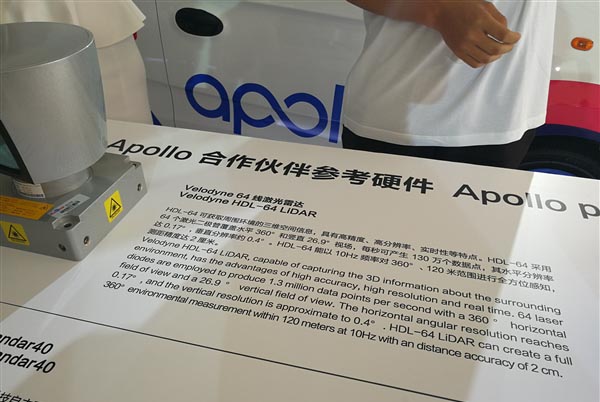 apol
Apollo 合作伙伴参考硬件 Apollo p
Velodyne 64 线激光雷达
Velodyne HDL-64 LiDAR
HDL-64 可获取周围环境的三维空间信息，具有高精度、高分辨率、实时性等特点。HDL-64 采用
64 个激光二极管覆盖水平 360° 和垂直 26.9° 视场，每秒可产生 130 万个数据点，其水平分辨率
达 0.17°，垂直分辨率约 0.4°。HDL-64 能以 10Hz 频率对 360°、120 米范围进行全方位感知，
测距精度达 2 厘米。
Velodyne HDL-64 LiDAR, capable of capturing the 3D information about the surrounding
environment, has the advantages of high accuracy, high resolution and real time. 64 laser
diodes are employed to produce 1.3 million data points per second with a 360 ° horizontal
field of view and a 26.9 ° vertical field of view. The horizontal angular resolution reaches
0.17°, and the vertical resolution is approximate to 0.4°. HDL-64 LiDAR can create a full
360° environmental measurement within 120 meters at 10Hz with an distance accuracy of 2 cm.
andar40
andar40